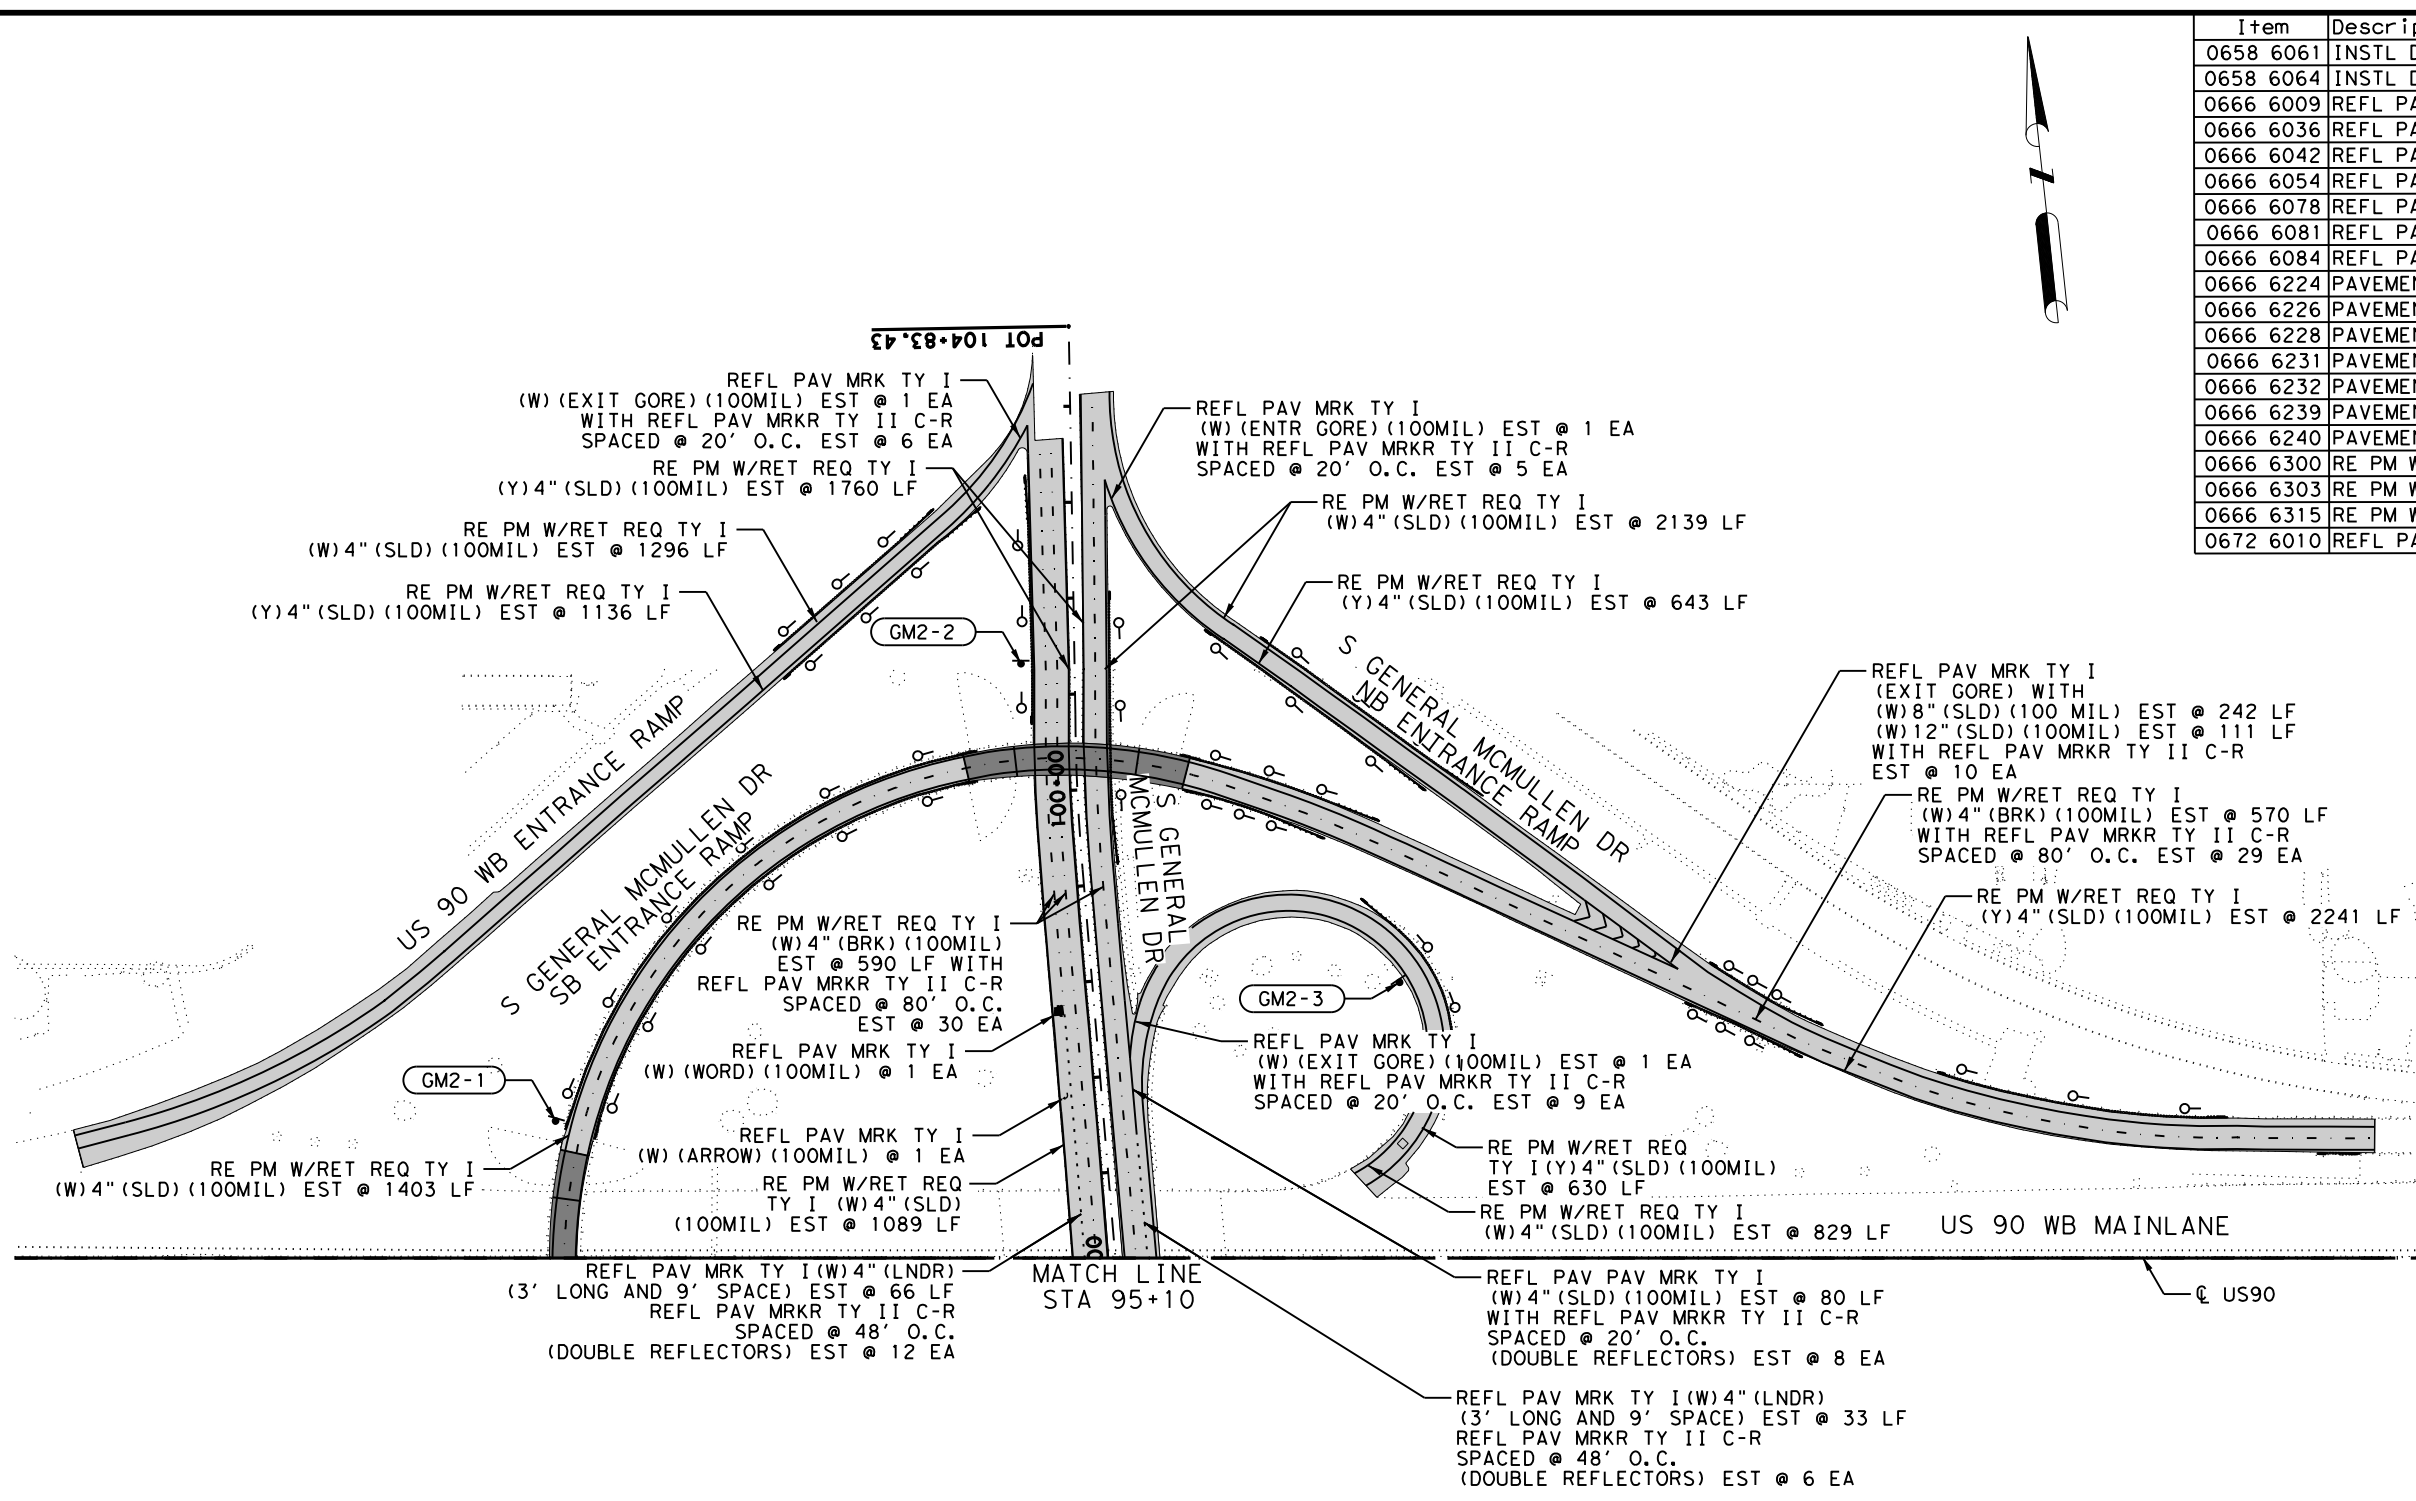 Item
0658 6061 INSTL
0658 6064 INSTL
0666 6009 REFL
0666 6036 REFL
0666 6042 REFL
0666 6054 REFL
0666 6078 REFL
0666 6081 REFL
0666 6084 REFL
0666 6224
0666 6226
0666 6228
0666 6231
0666 6232
0666 6239
0666 6240
0666 6300 RE PM
0666 6303 RE PM
0666 6315 RE PM
0672 6010 REFL
POT 104+83.43
REFL PAV MRK TY I
(W)(EXIT GORE)(100MIL) EST @ 1 EA
WITH REFL PAV MRKR TY II C-R
SPACED @ 20' O.C. EST @ 6 EA
RE PM W/RET REQ TY I
(Y)4"(SLD)(100MIL) EST @ 1760 LF
RE PM W/RET REQ TY I
(W)4"(SLD)(100MIL) EST @ 1296 LF
RE PM W/RET REQ TY I
(Y)4"(SLD)(100MIL) EST @ 1136 LF
GM2-2
REFL PAV MRK TY I
(W)(ENTR GORE)(100MIL) EST @ 1 EA
WITH REFL PAV MRKR TY II C-R
SPACED @ 20' O.C. EST @ 5 EA
RE PM W/RET REQ TY I
(W)4"(SLD)(100MIL) EST @ 2139 LF
RE PM W/RET REQ TY I
(Y)4"(SLD)(100MIL) EST @ 643 LF
S GENERAL MCMULLEN DR
NB ENTRANCE RAMP
REFL PAV MRK TY I
(EXIT GORE) WITH
(W)8"(SLD)(100 MIL) EST @ 242 LF
(W)12"(SLD)(100MIL) EST @ 111 LF
WITH REFL PAV MRKR TY II C-R
EST @ 10 EA
RE PM W/RET REQ TY I
(W)4"(BRK)(100MIL) EST @ 570 LF
WITH REFL PAV MRKR TY II C-R
SPACED @ 80' O.C. EST @ 29 EA
RE PM W/RET REQ TY I
(Y)4"(SLD)(100MIL) EST @ 2241 LF
US 90 WB ENTRANCE RAMP
S GENERAL MCMULLEN DR
SB ENTRANCE RAMP
100+00
S GENERAL
MCMULLEN DR
RE PM W/RET REQ TY I
(W)4"(BRK)(100MIL)
EST @ 590 LF WITH
REFL PAV MRKR TY II C-R
SPACED @ 80' O.C.
EST @ 30 EA
REFL PAV MRK TY I
(W)(WORD)(100MIL) @ 1 EA
GM2-1
GM2-3
REFL PAV MRK TY I
(W)(EXIT GORE)(100MIL) EST @ 1 EA
WITH REFL PAV MRKR TY II C-R
SPACED @ 20' O.C. EST @ 9 EA
REFL PAV MRK TY I
(W)(ARROW)(100MIL) @ 1 EA
RE PM W/RET REQ TY I
(W)4"(SLD)(100MIL) EST @ 1403 LF
RE PM W/RET REQ
TY I (W)4"(SLD)
(100MIL) EST @ 1089 LF
RE PM W/RET REQ
TY I(Y)4"(SLD)(100MIL)
EST @ 630 LF
RE PM W/RET REQ TY I
(W)4"(SLD)(100MIL) EST @ 829 LF
US 90 WB MAINLANE
00
REFL PAV MRK TY I(W)4"(LNDR)
(3' LONG AND 9' SPACE) EST @ 66 LF
REFL PAV MRKR TY II C-R
SPACED @ 48' O.C.
(DOUBLE REFLECTORS) EST @ 12 EA
MATCH LINE
STA 95+10
REFL PAV PAV MRK TY I
(W)4"(SLD)(100MIL) EST @ 80 LF
WITH REFL PAV MRKR TY II C-R
SPACED @ 20' O.C.
(DOUBLE REFLECTORS) EST @ 8 EA
℄ US90
REFL PAV MRK TY I(W)4"(LNDR)
(3' LONG AND 9' SPACE) EST @ 33 LF
REFL PAV MRKR TY II C-R
SPACED @ 48' O.C.
(DOUBLE REFLECTORS) EST @ 6 EA